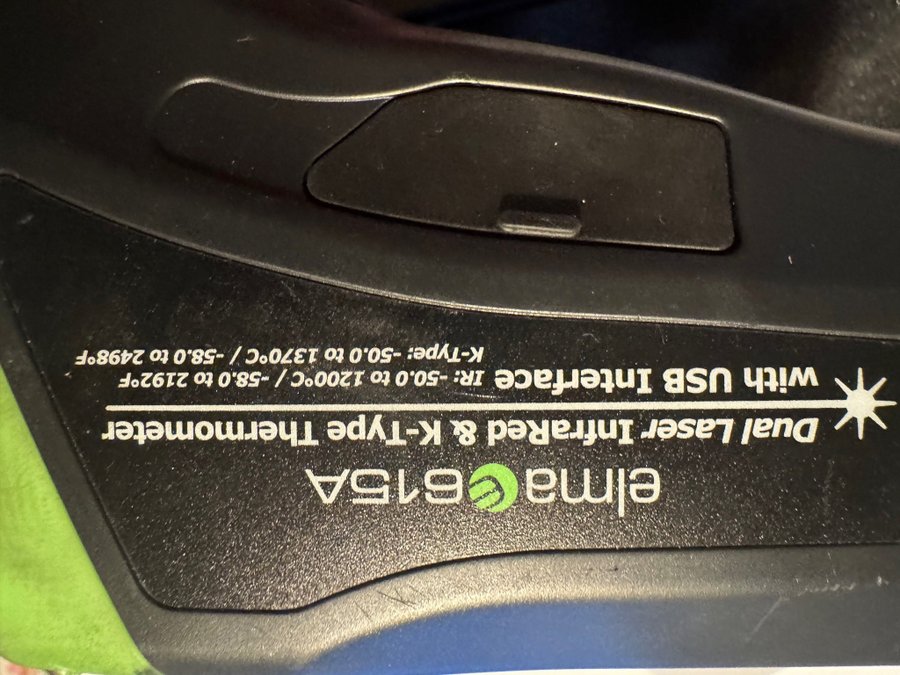 elma 615A
Dual Laser InfraRed & K-Type Thermometer
with USB Interface IR: -50.0 to 1200°C / -58.0 to 2192°F
K-Type: -50.0 to 1370°C / -58.0 to 2498°F